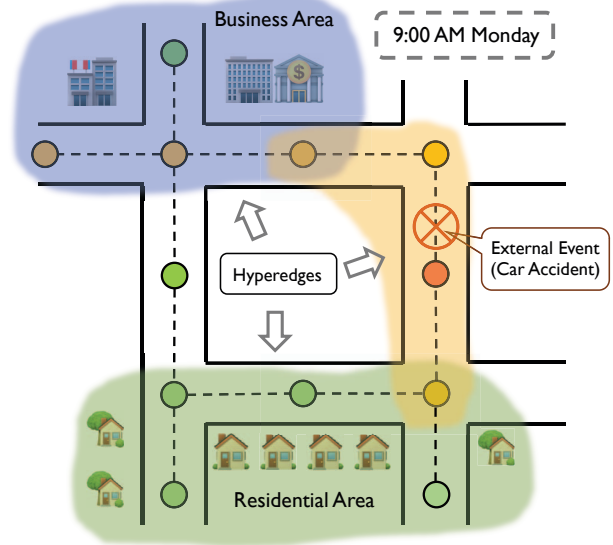 Business Area
9:00 AM Monday
$
External Event
(Car Accident)
Hyperedges
Residential Area